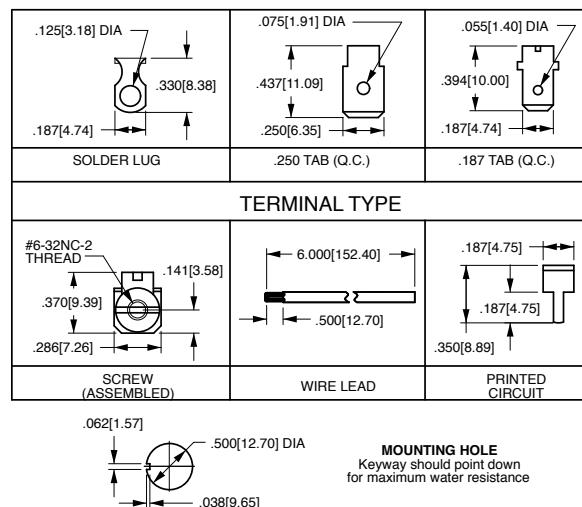 .125[3.18] DIA
.330[8.38]
.187[4.74]
SOLDER LUG
.075[1.91] DIA
.437[11.09]
.250[6.35]
.250 TAB (Q.C.)
.055[1.40] DIA
.394[10.00]
.187[4.74]
.187 TAB (Q.C.)
TERMINAL TYPE
#6-32NC-2
THREAD
.141[3.58]
.370[9.39]
.286[7.26]
SCREW
(ASSEMBLED)
6.000[152.40]
.500[12.70]
WIRE LEAD
.187[4.75]
.187[4.75]
.350[8.89]
PRINTED
CIRCUIT
.062[1.57]
.500[12.70] DIA
.038[9.65]
MOUNTING HOLE
Keyway should point down
for maximum water resistance